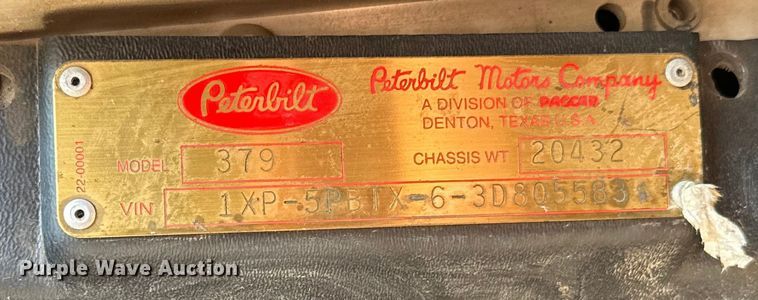 Peterbilt
Peterbilt Motors Company
A DIVISION OF PACCAR
DENTON, TEXAS U.S.A.
MODEL 379
CHASSIS WT 20432
22-00001
VIN 1XP-5PBTX-6-3D805583
Purple Wave Auction